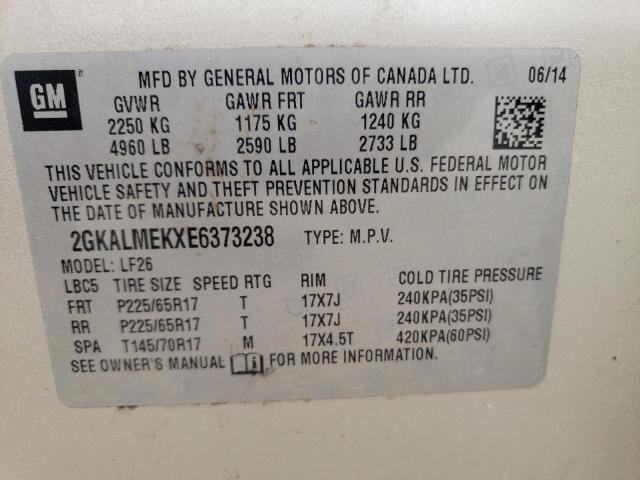 GM ® MFD BY GENERAL MOTORS OF CANADA LTD. 06/14
GVWR GAWR FRT GAWR RR
2250 KG 1175 KG 1240 KG
4960 LB 2590 LB 2733 LB
THIS VEHICLE CONFORMS TO ALL APPLICABLE U.S. FEDERAL MOTOR
VEHICLE SAFETY AND THEFT PREVENTION STANDARDS IN EFFECT ON
THE DATE OF MANUFACTURE SHOWN ABOVE.
2GKALMEKXE6373238 TYPE: M.P.V.
MODEL: LF26
LBC5 TIRE SIZE SPEED RTG RIM COLD TIRE PRESSURE
FRT P225/65R17 T 17X7J 240KPA(35PSI)
RR P225/65R17 T 17X7J 240KPA(35PSI)
SPA T145/70R17 M 17X4.5T 420KPA(60PSI)
SEE OWNER'S MANUAL FOR MORE INFORMATION.